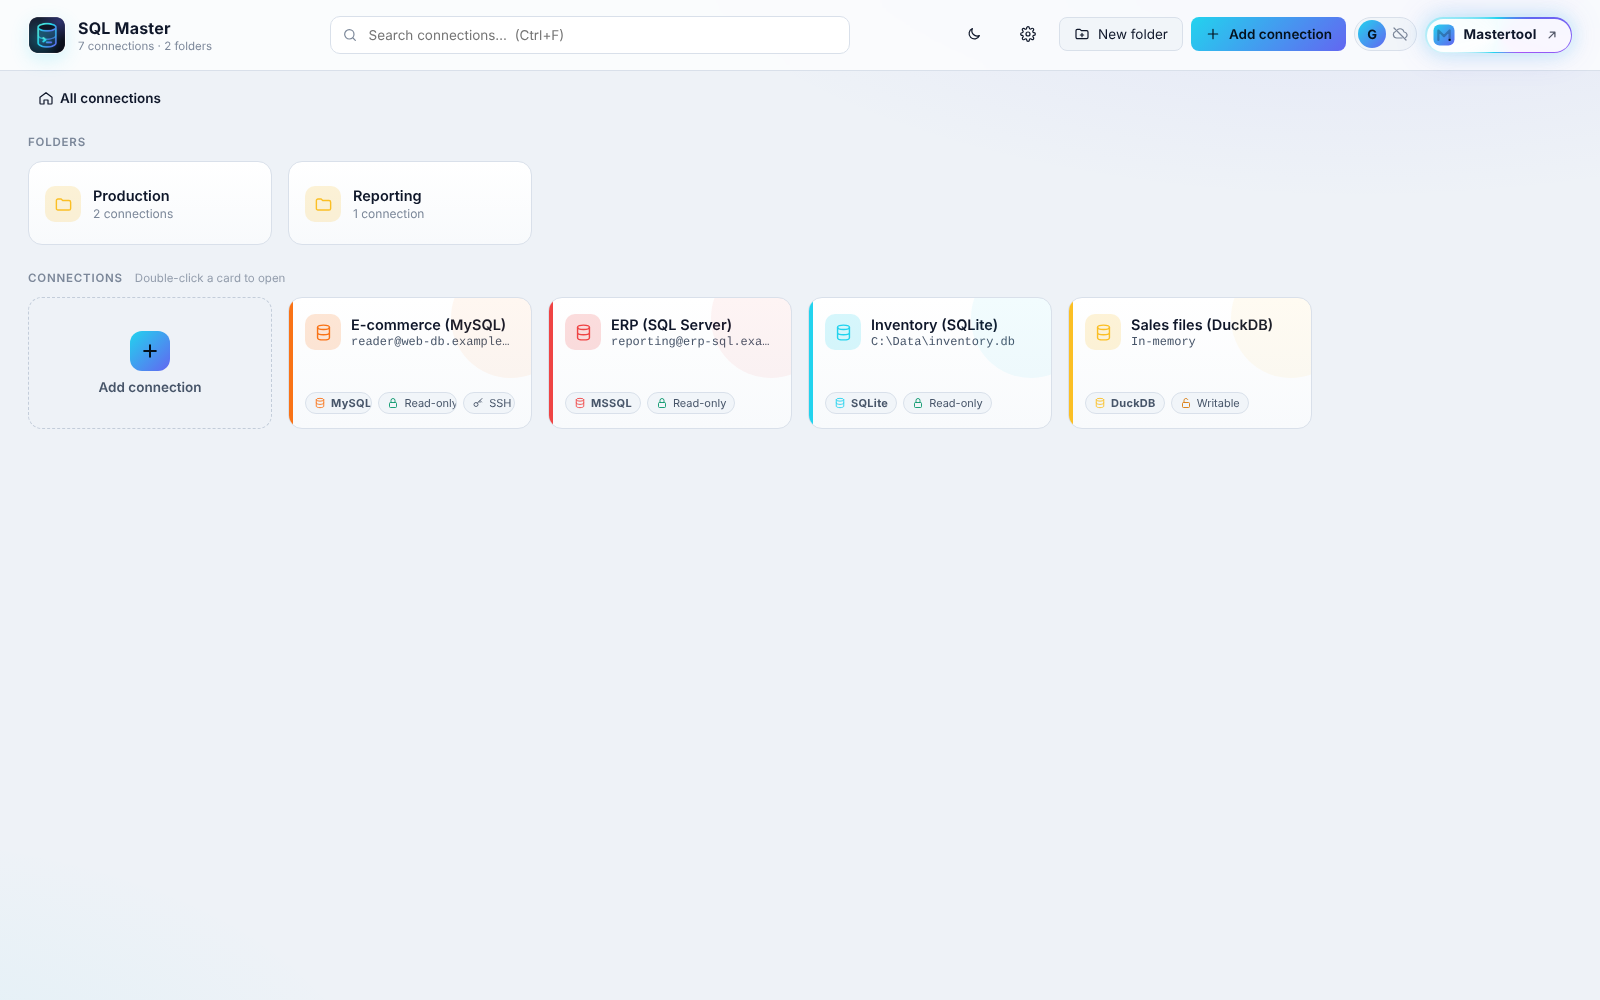 SQL Master
7 connections · 2 folders
Search connections... (Ctrl+F)
New folder
Add connection
G
Mastertool
All connections
FOLDERS
Production
2 connections
Reporting
1 connection
CONNECTIONS Double-click a card to open
Add connection
E-commerce (MySQL)
reader@web-db.example…
MySQL Read-only SSH
ERP (SQL Server)
reporting@erp-sql.exa…
MSSQL Read-only
Inventory (SQLite)
C:\Data\inventory.db
SQLite Read-only
Sales files (DuckDB)
In-memory
DuckDB Writable